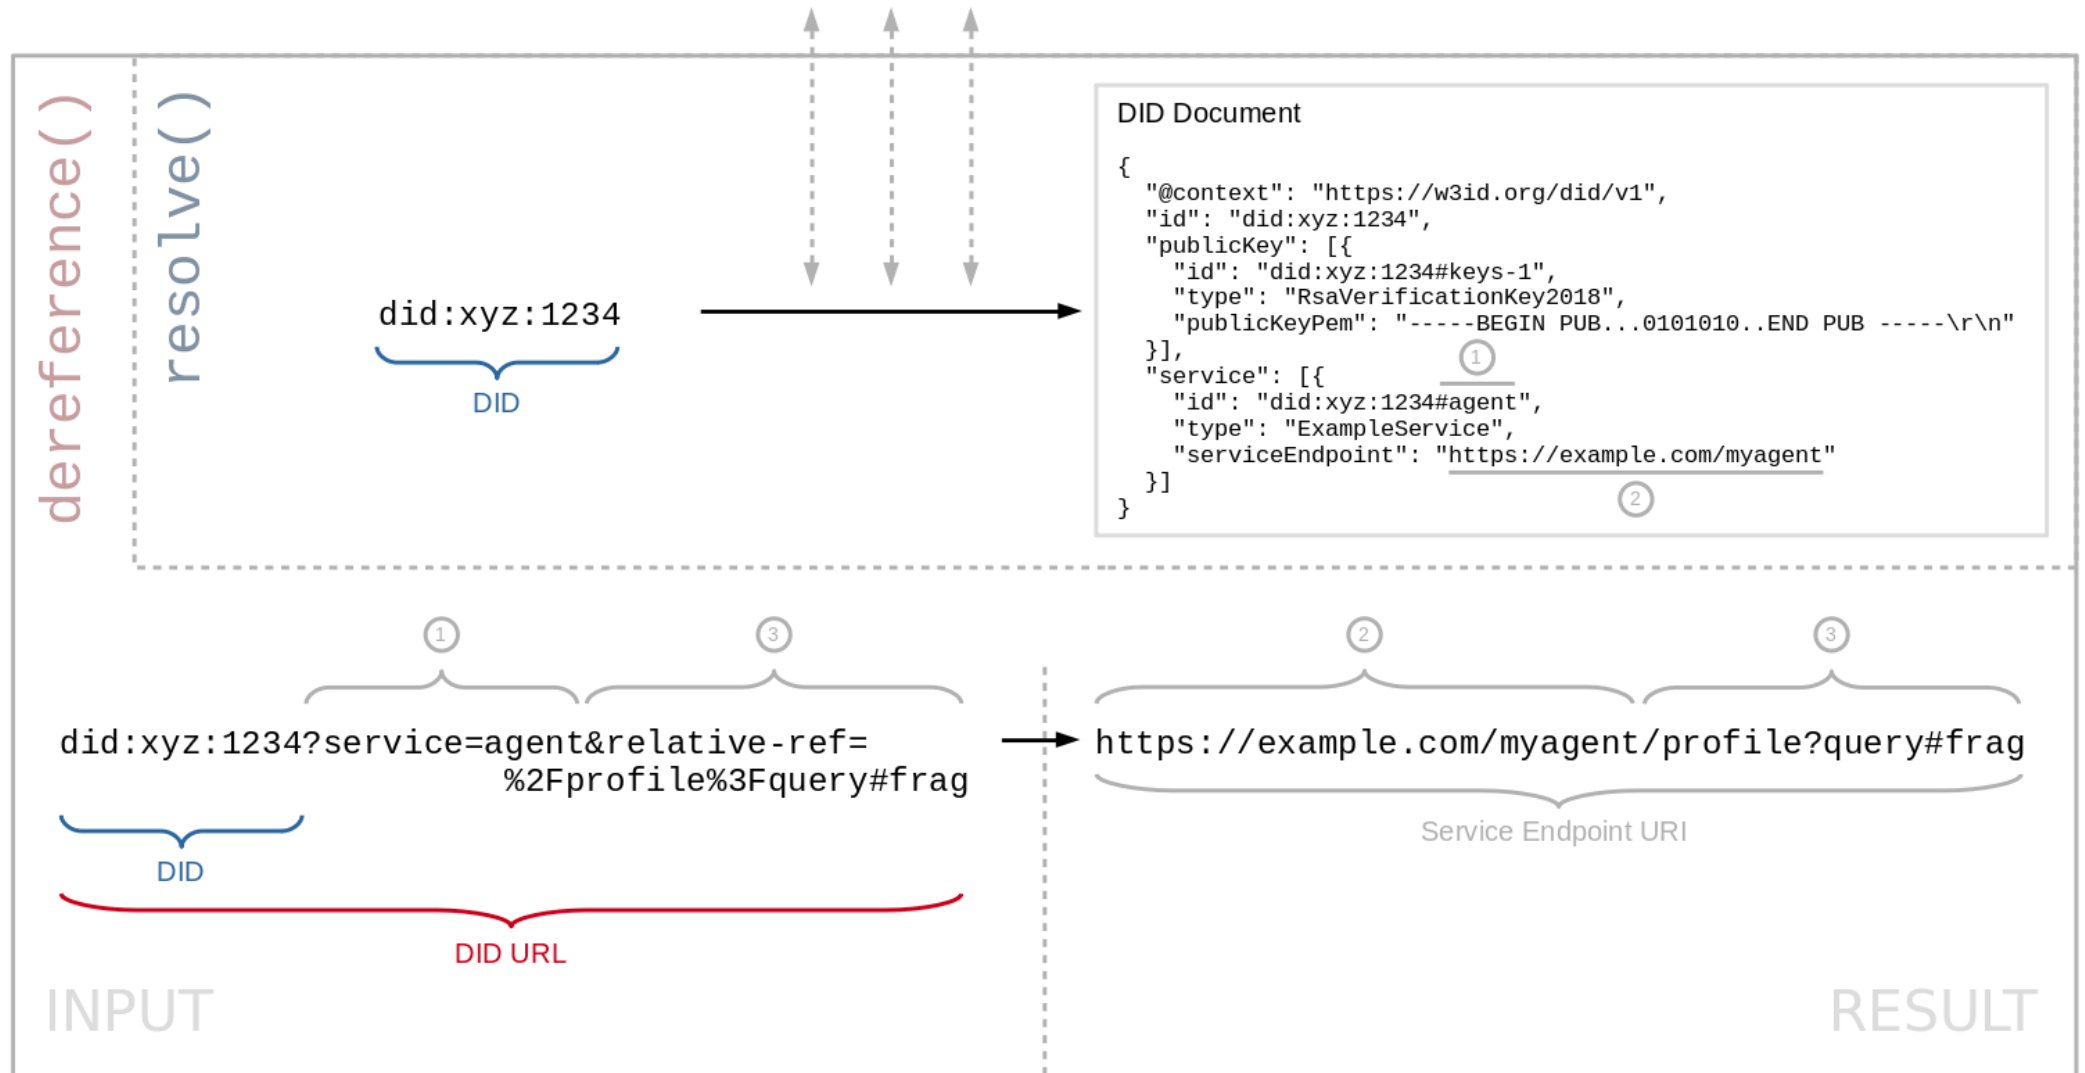 dereference()
resolve()
did:xyz:1234
DID
DID Document
{
"@context": "https://w3id.org/did/v1",
"id": "did:xyz:1234",
"publicKey": [{
"id": "did:xyz:1234#keys-1",
"type": "RsaVerificationKey2018",
"publicKeyPem": "-----BEGIN PUB...0101010..END PUB -----\r\n"
}],
1
"service": [{
"id": "did:xyz:1234#agent",
"type": "ExampleService",
"serviceEndpoint": "https://example.com/myagent"
}]
2
}
1
3
did:xyz:1234?service=agent&relative-ref=
%2Fprofile%3Fquery#frag
DID
DID URL
2
3
https://example.com/myagent/profile?query#frag
Service Endpoint URI
INPUT
RESULT